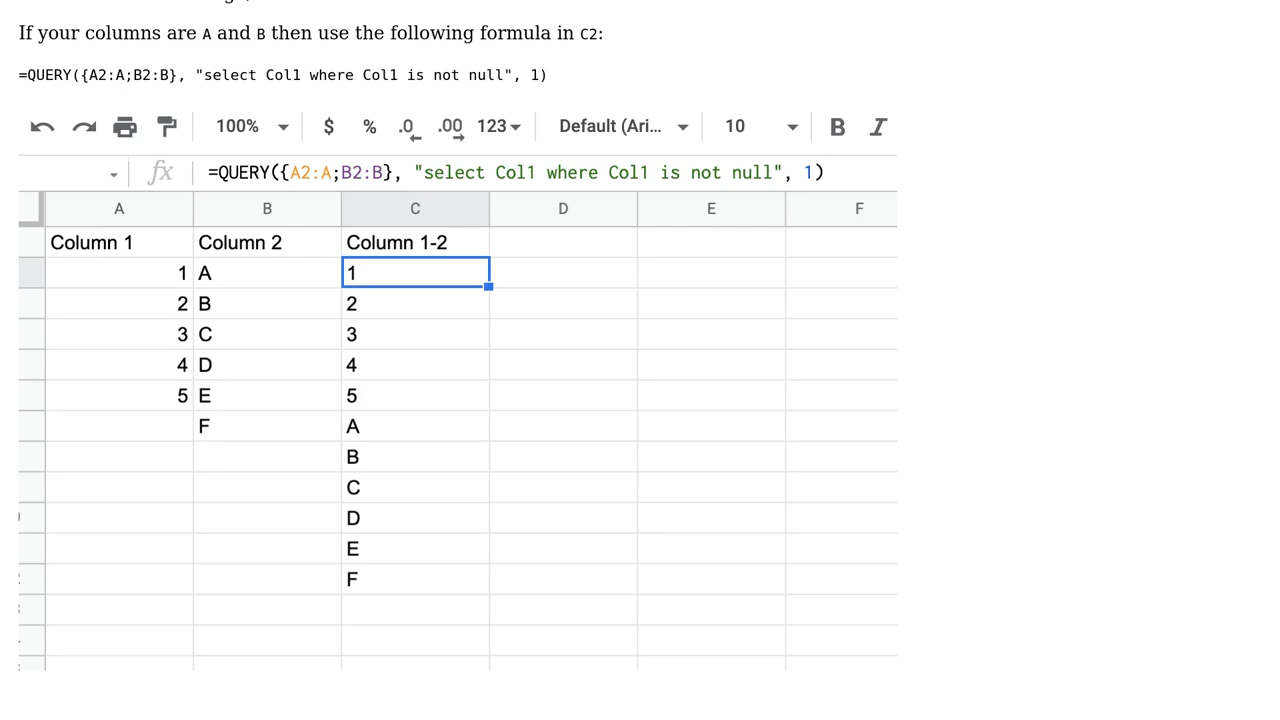 If your columns are A and B then use the following formula in C2:
=QUERY({A2:A;B2:B}, "select Col1 where Col1 is not null", 1)
100% $ % .0 .00 123 Default (Ari... 10 B I
fx =QUERY({A2:A;B2:B}, "select Col1 where Col1 is not null", 1)
A B C D E F
Column 1 Column 2 Column 1-2
1 A 1
2 B 2
3 C 3
4 D 4
5 E 5
F A
B
C
D
E
F